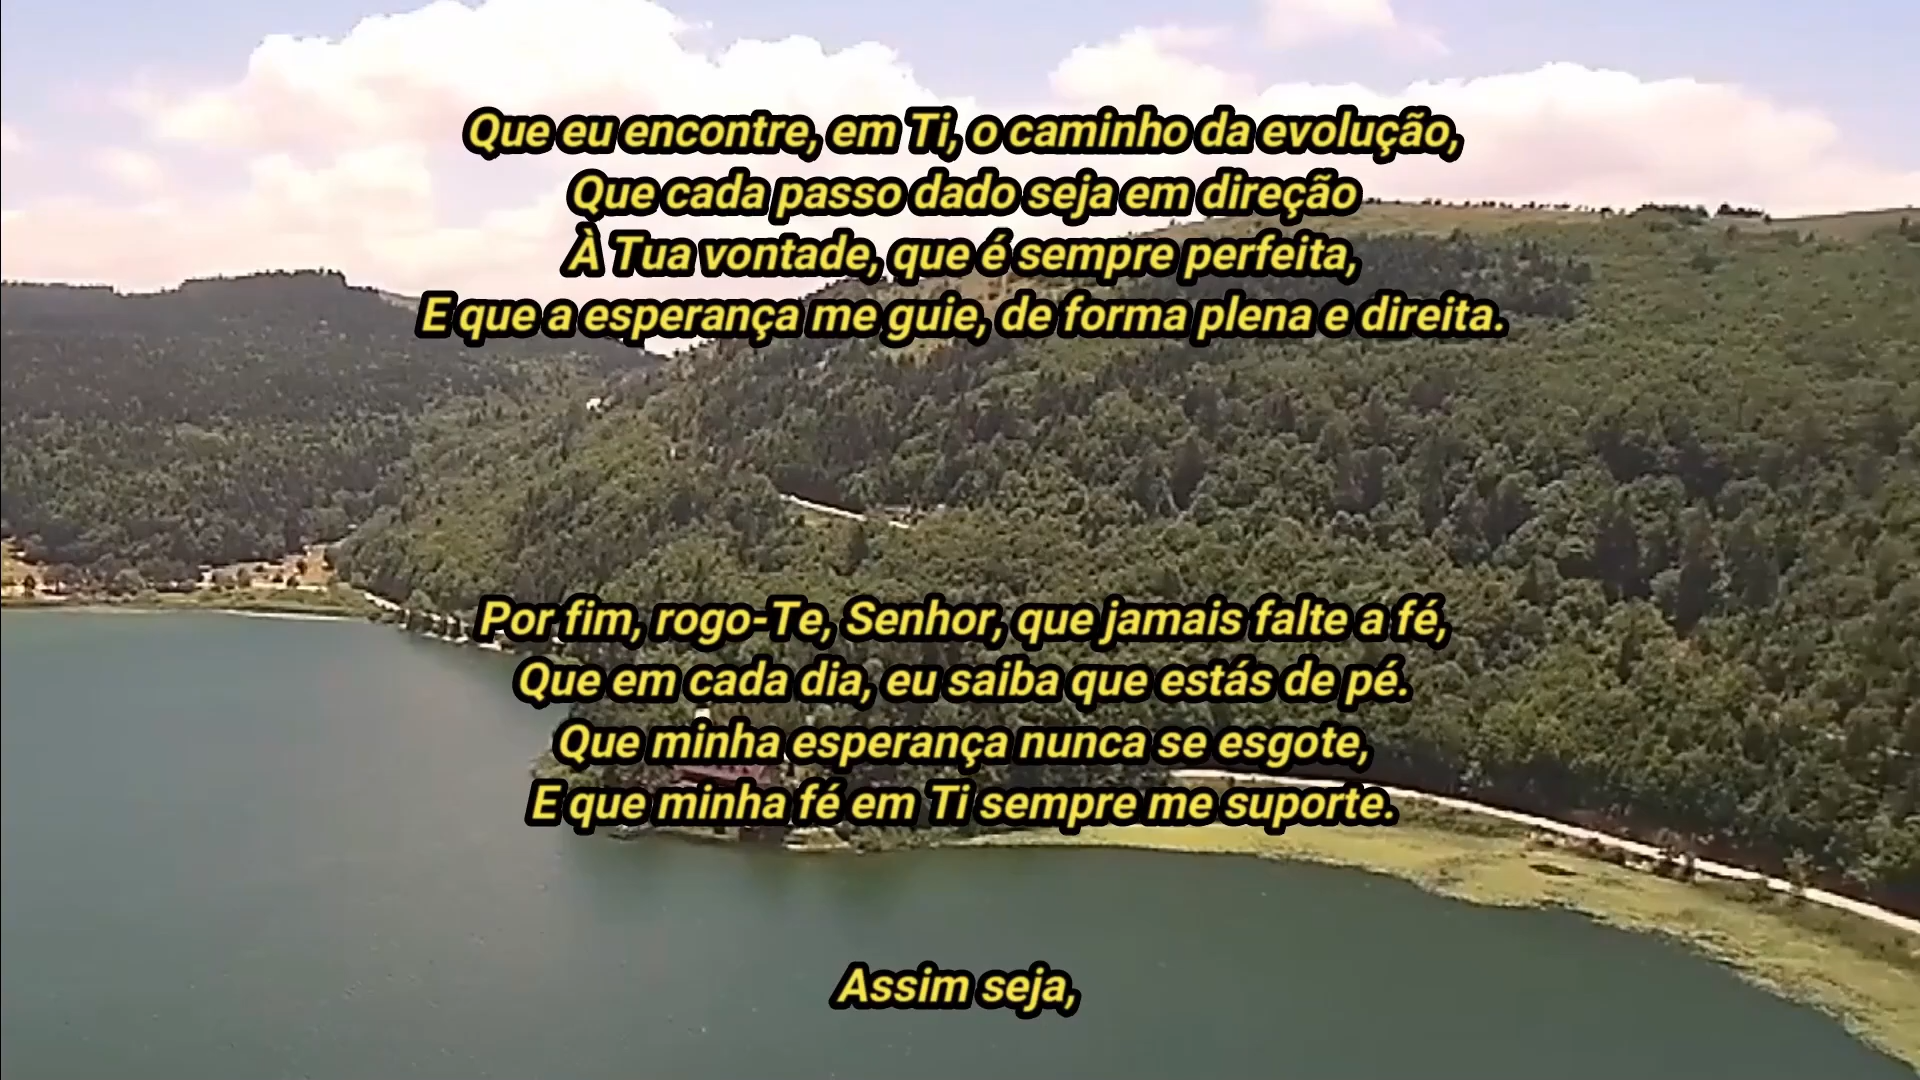 Que eu encontre, em Ti, o caminho da evolução,
Que cada passo dado seja em direção
À Tua vontade, que é sempre perfeita,
E que a esperança me guie, de forma plena e direita.
Por fim, rogo-Te, Senhor, que jamais falte a fé,
Que em cada dia, eu saiba que estás de pé.
Que minha esperança nunca se esgote,
E que minha fé em Ti sempre me suporte.
Assim seja,